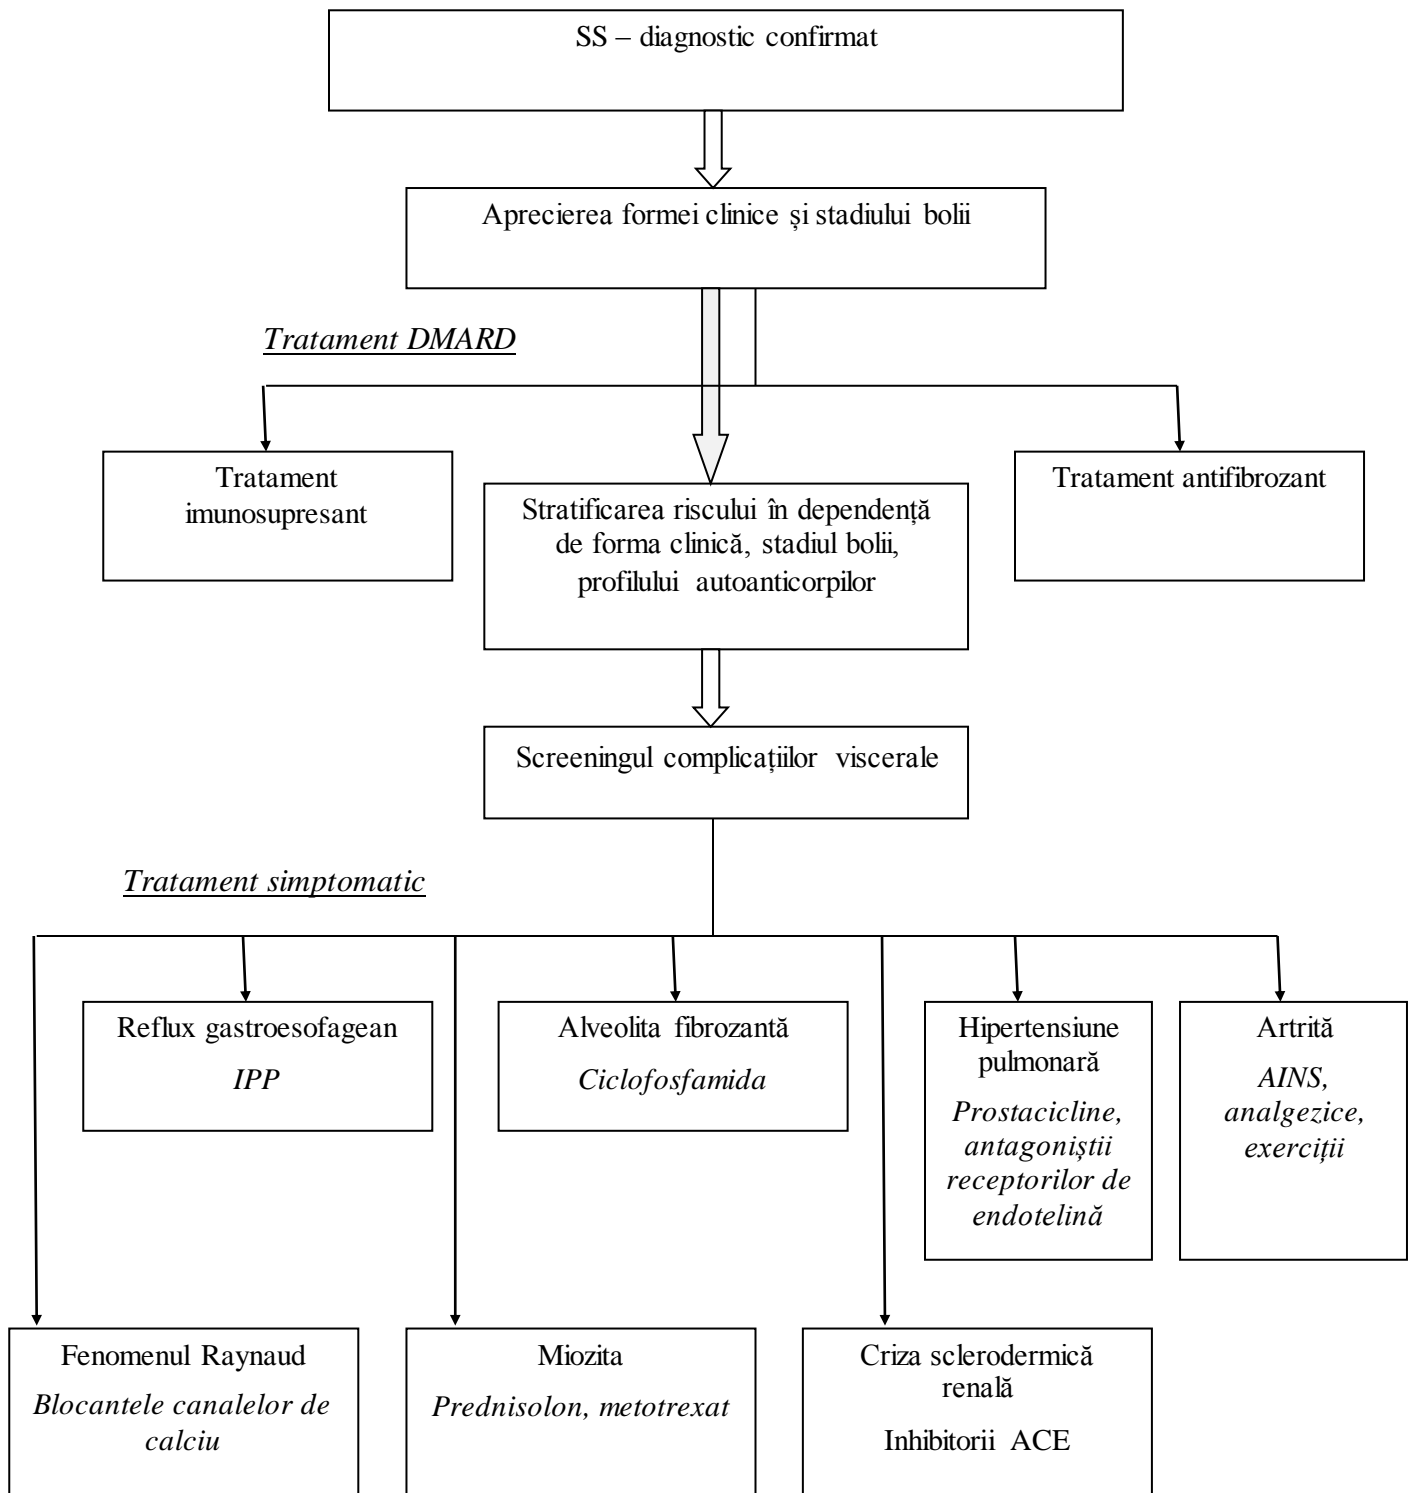 SS – diagnostic confirmat
Aprecierea formei clinice și stadiului bolii
Tratament DMARD
Tratament
imunosupresant
Tratament antifibrozant
Stratificarea riscului în dependență
de forma clinică, stadiul bolii,
profilului autoanticorpilor
Screeningul complicațiilor viscerale
Tratament simptomatic
Reflux gastroesofagean
IPP
Alveolita fibrozantă
Ciclofosfamida
Hipertensiune
pulmonară
Prostacicline,
antagoniștii
receptorilor de
endotelină
Artrită
AINS,
analgezice,
exerciții
Fenomenul Raynaud
Blocantele canalelor de
calciu
Miozita
Prednisolon, metotrexat
Criza sclerodermică
renală
Inhibitorii ACE